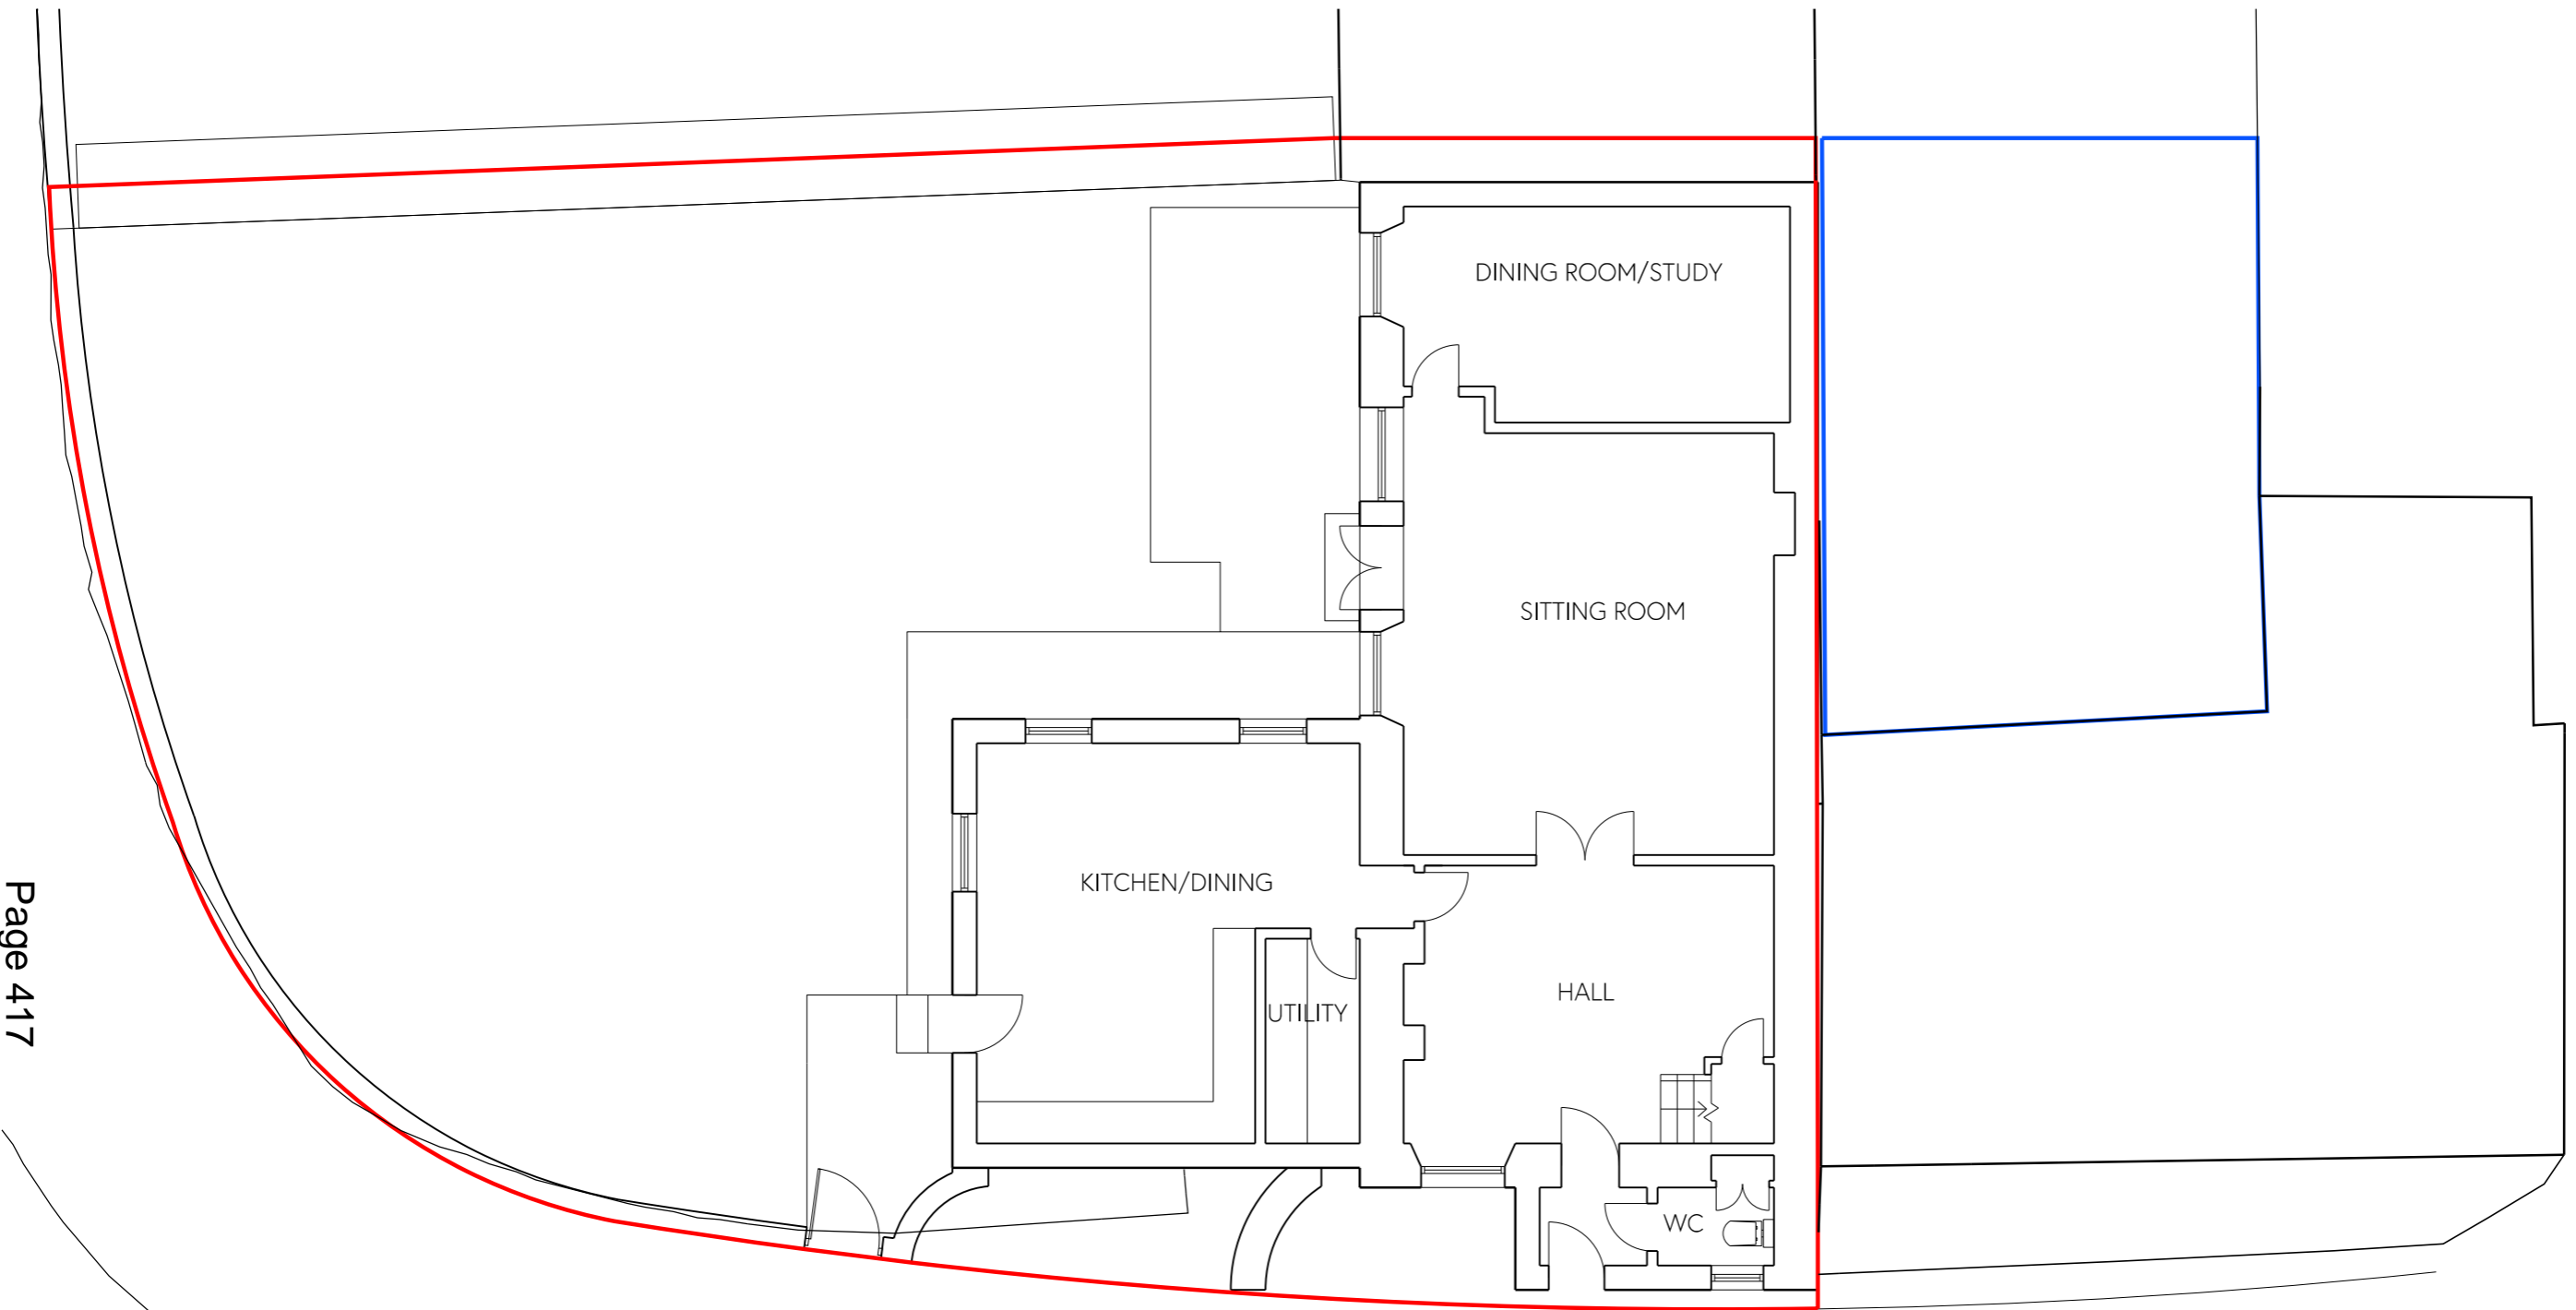 DINING ROOM/STUDY
SITTING ROOM
KITCHEN/DINING
UTILITY
HALL
WC
Page 417